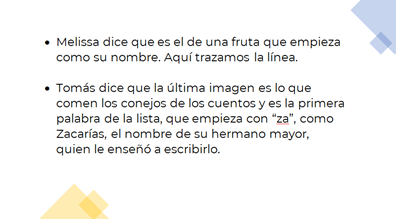 Melissa dice que es el de una fruta que empieza
como su nombre. Aquí trazamos la línea.
Tomás dice que la última imagen es lo que
comen los conejos de los cuentos y es la primera
palabra de la lista, que empieza con “za”, como
Zacarías, el nombre de su hermano mayor,
quien le enseñó a escribirlo.